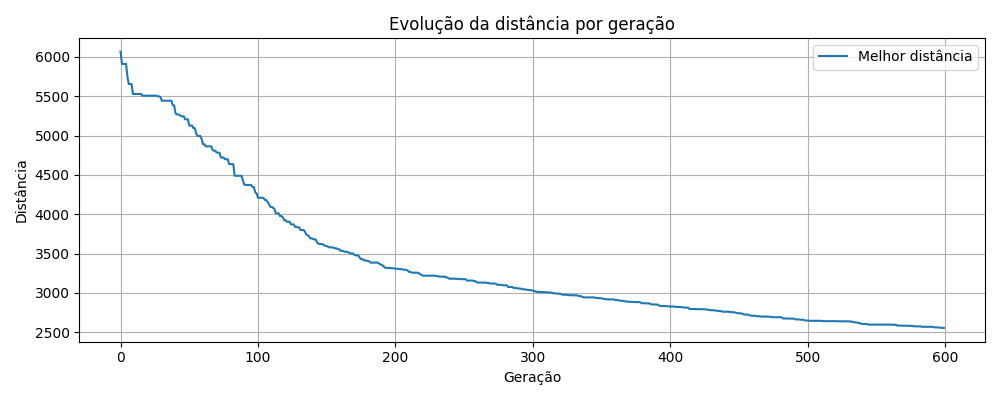 Evolução da distância por geração
Melhor distância
6000
5500
5000
4500
4000
3500
3000
2500
Distância
0 100 200 300 400 500 600
Geração